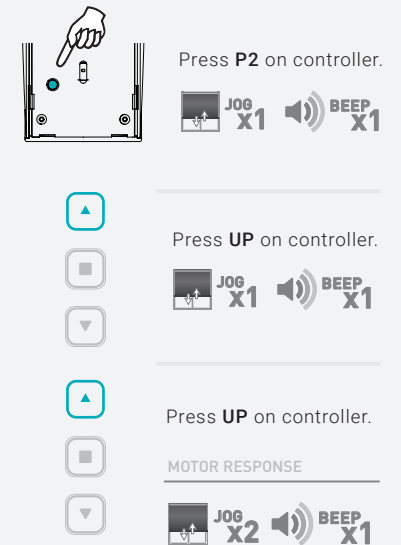 Press P2 on controller.
JOG X1 BEEP X1
Press UP on controller.
JOG X1 BEEP X1
Press UP on controller.
MOTOR RESPONSE
JOG X2 BEEP X1